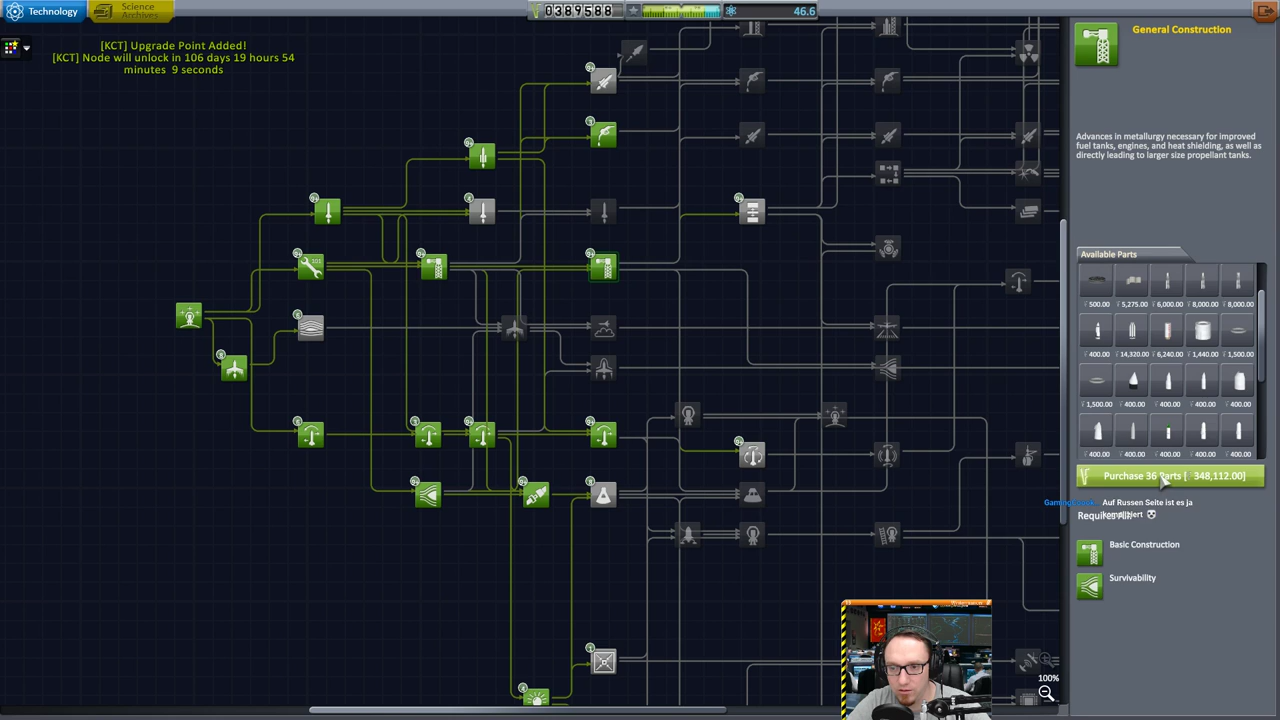 Technology
Science
Archives
0389588
46.6
[KCT] Upgrade Point Added!
[KCT] Node will unlock in 106 days 19 hours 54
minutes 9 seconds
General Construction
Advances in metallurgy necessary for improved
fuel tanks, engines, and heat shielding, as well as
directly leading to larger size propellant tanks.
Available Parts
500.00 5,275.00 6,000.00 8,000.00 8,000.00
400.00 14,320.00 6,240.00 1,440.00 1,500.00
1,500.00 400.00 400.00 400.00 400.00
400.00 400.00 400.00 400.00 400.00
Purchase 36 Parts [ 348,112.00]
Auf Russen Seite ist es ja
Basic Construction
Survivability
100%